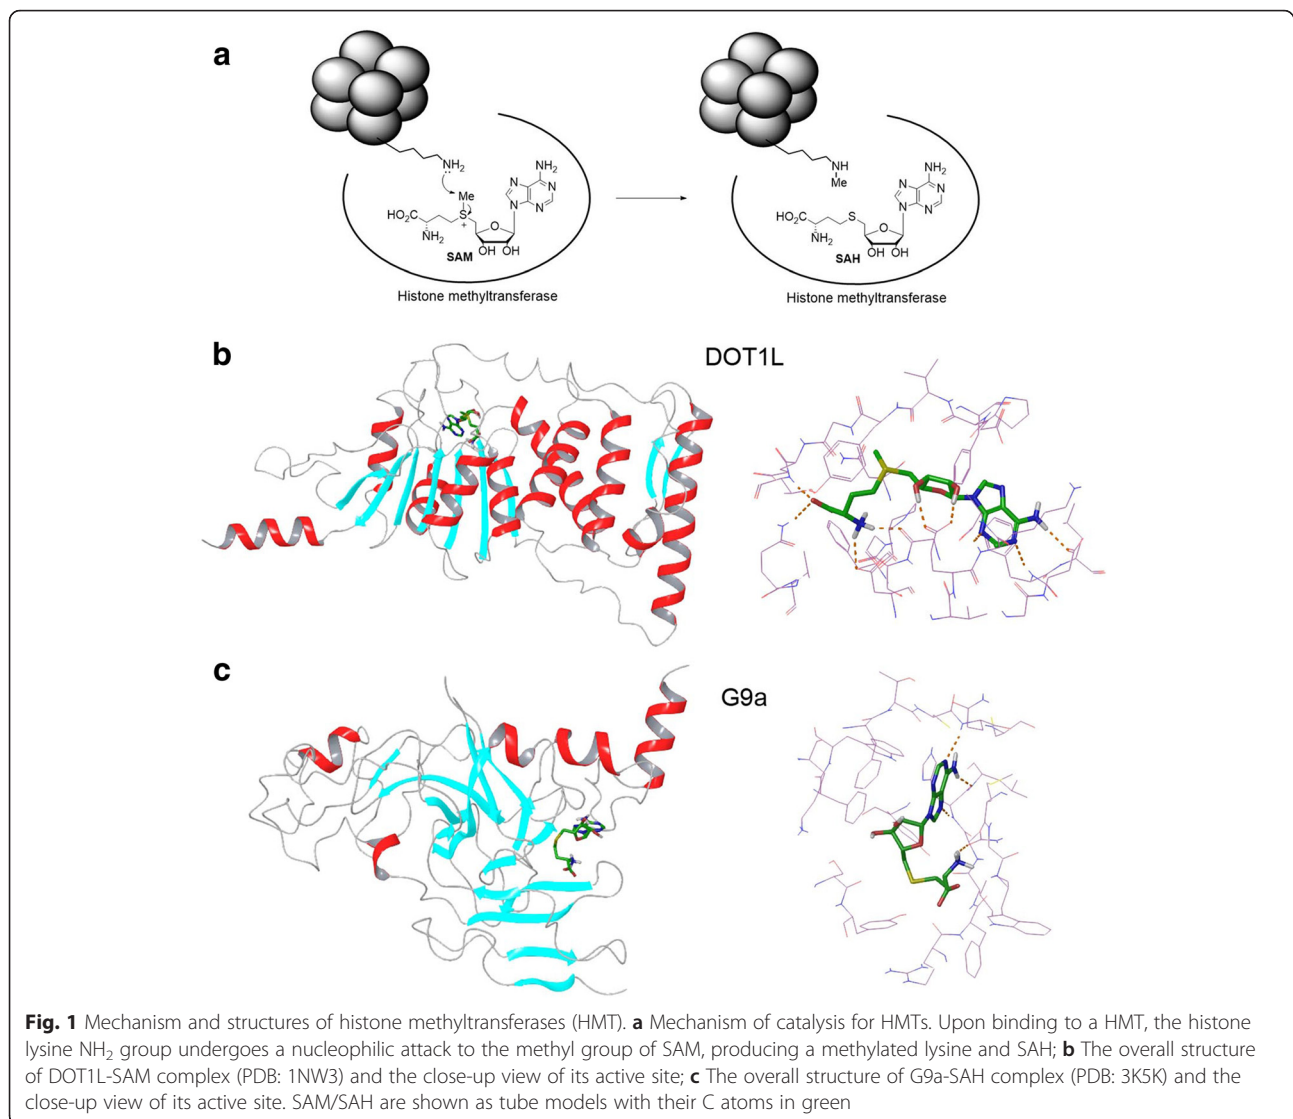 a
NH2
Me
NH2
N
N
N
N
HO2C
S
+
O
NH2
OH OH
SAM
Histone methyltransferase
NH
Me
NH2
N
N
N
N
HO2C
S
O
NH2
OH OH
SAH
Histone methyltransferase
b
DOT1L
c
G9a
Fig. 1 Mechanism and structures of histone methyltransferases (HMT). a Mechanism of catalysis for HMTs. Upon binding to a HMT, the histone
lysine NH2 group undergoes a nucleophilic attack to the methyl group of SAM, producing a methylated lysine and SAH; b The overall structure
of DOT1L-SAM complex (PDB: 1NW3) and the close-up view of its active site; c The overall structure of G9a-SAH complex (PDB: 3K5K) and the
close-up view of its active site. SAM/SAH are shown as tube models with their C atoms in green